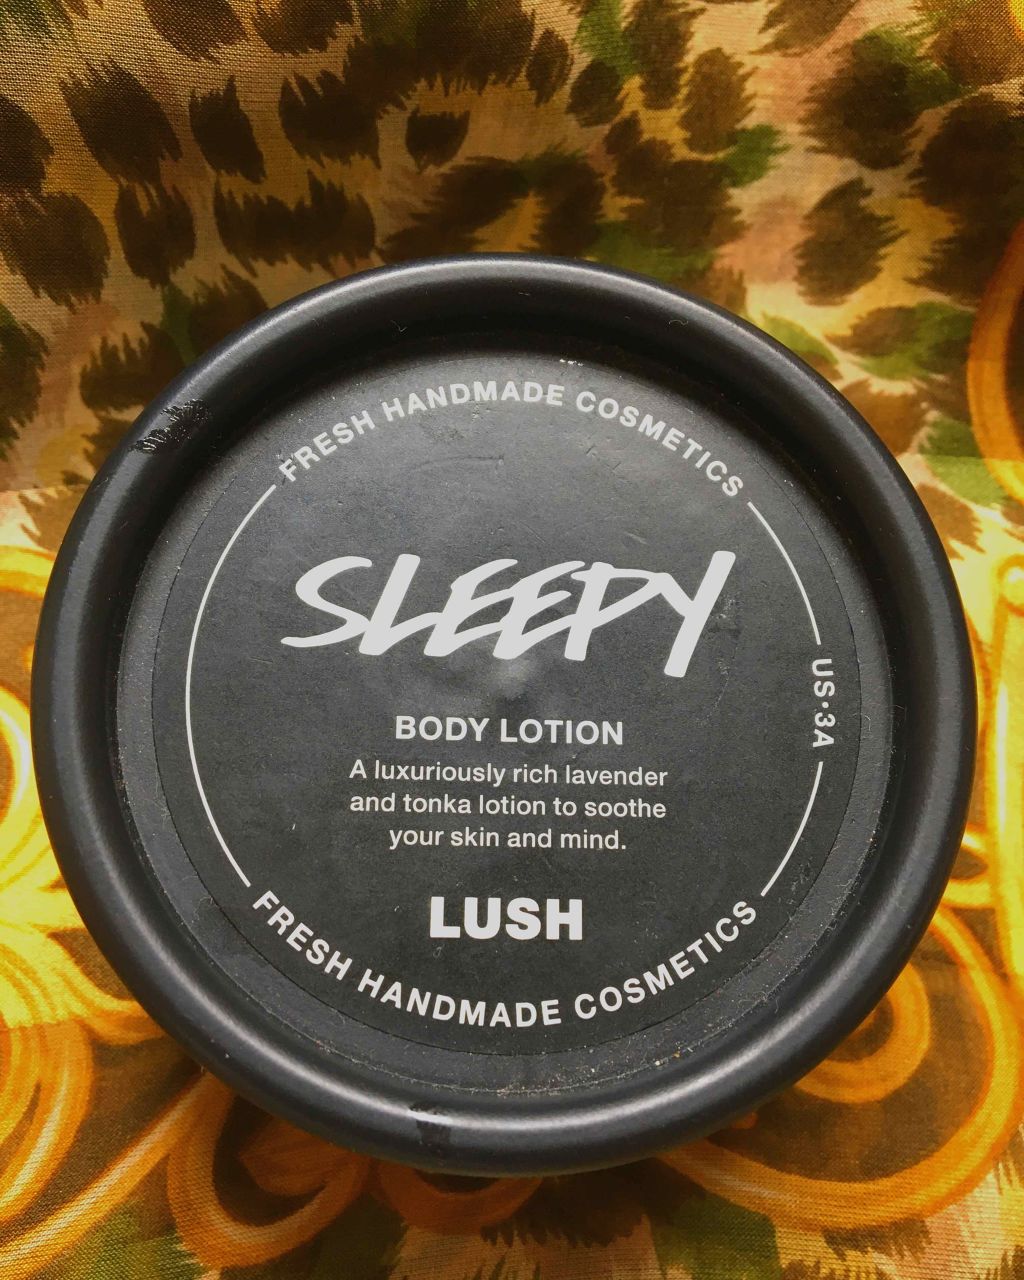 FRESH HANDMADE COSMETICS
SLEEPY
US·3A
BODY LOTION
A luxuriously rich lavender
and tonka lotion to soothe
your skin and mind.
LUSH
FRESH HANDMADE COSMETICS